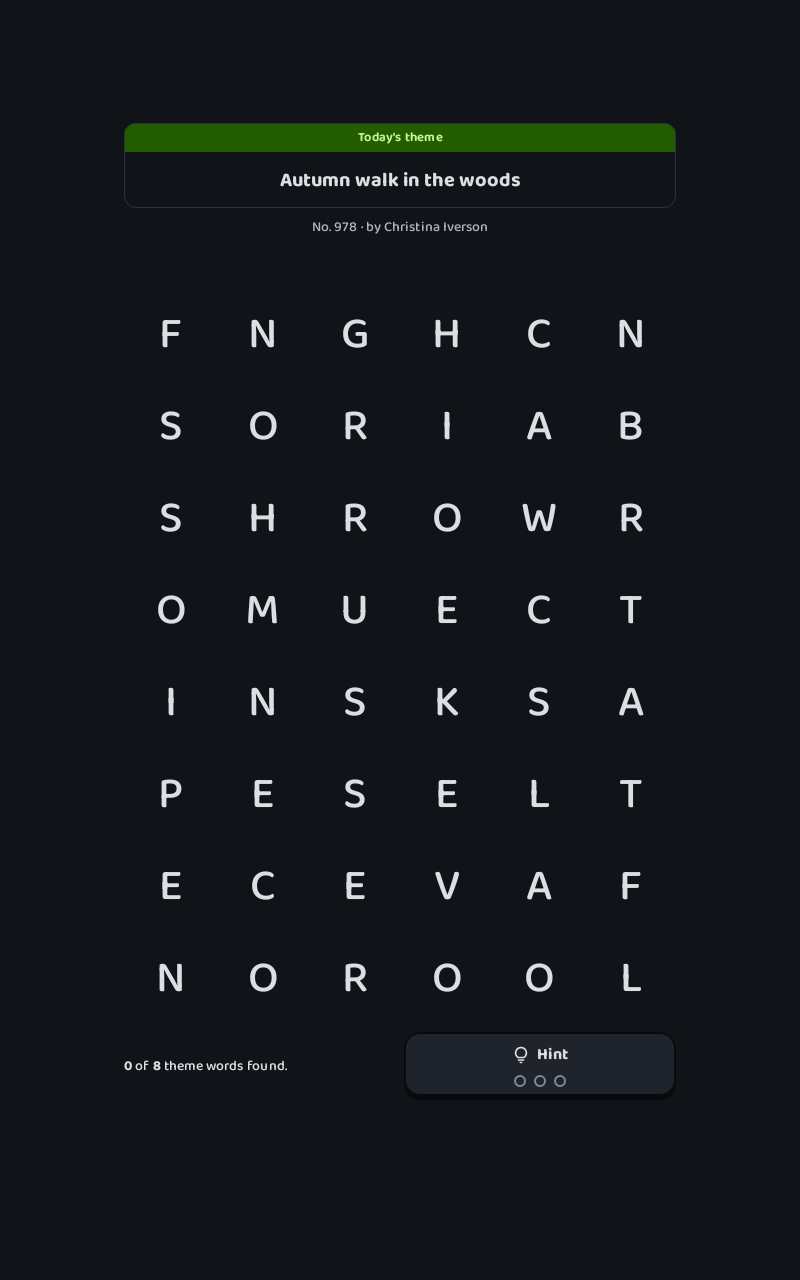 Today's theme
Autumn walk in the woods
No. 978 · by Christina Iverson
F N G H C N
S O R I A B
S H R O W R
O M U E C T
I N S K S A
P E S E L T
E C E V A F
N O R O O L
0 of 8 theme words found.
Hint